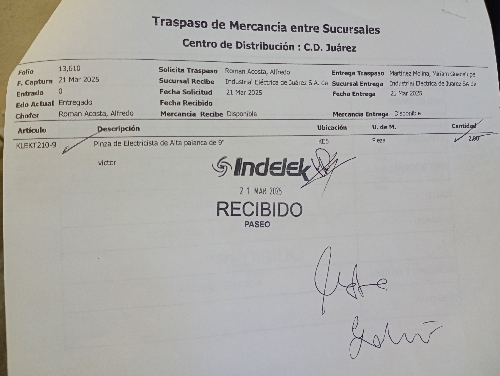 Traspaso de Mercancia entre Sucursales
Centro de Distribución : C.D. Juárez
Folio 13,610 Solicita Traspaso Roman Acosta, Alfredo Entrega Traspaso Martinez Molina, Miriam
F. Captura 21 Mar 2025 Sucursal Recibe Industrial Eléctrica de Juárez S.A. de Sucursal Entrega Industrial Eléctrica de Juárez SA de
Entrada 0 Fecha Solicitud 21 Mar 2025 Fecha Entrega 21 Mar 2025
Edo Actual Entregado Fecha Recibido
Chofer Roman Acosta, Alfredo Mercancia Recibe Disponible Mercancia Entrega Disponible
Artículo Descripción Ubicación U. de M. Cantidad
KLEKT210-9 Pinza de Electricista de Alta palanca de 9" Pieza 2.00
victor
Indelek
21 MAR 2025
RECIBIDO
PASEO